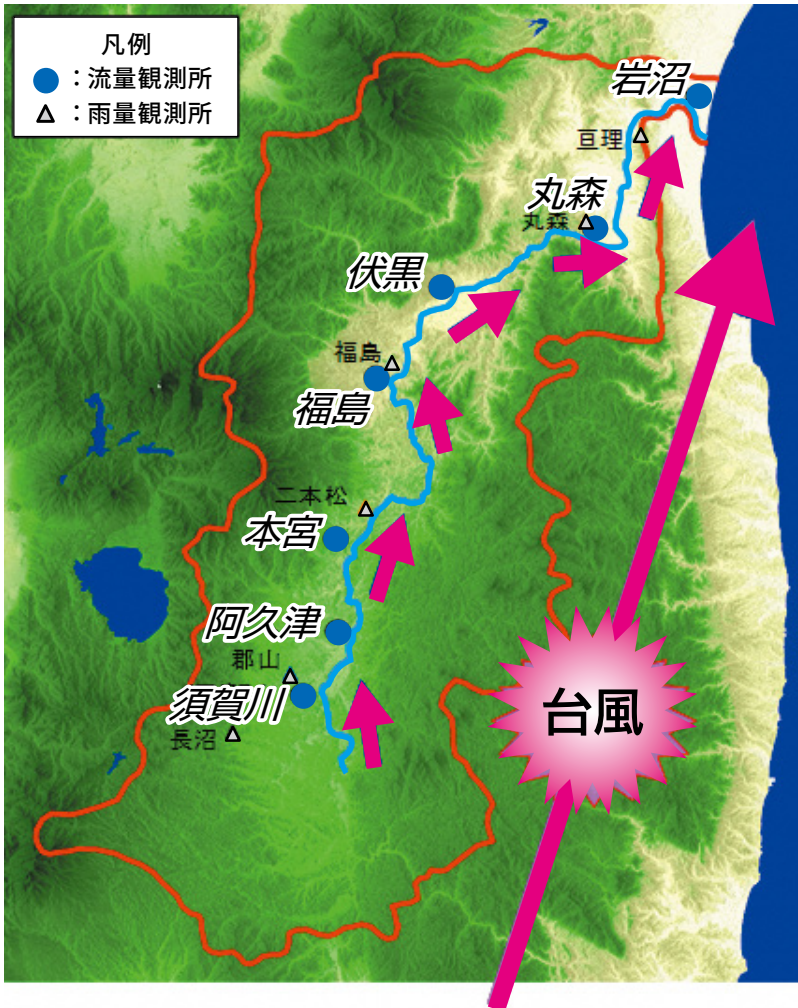 凡例
：流量観測所
：雨量観測所
岩沼
亘理
丸森
丸森
伏黒
福島
福島
二本松
本宮
阿久津
郡山
須賀川
長沼
台風